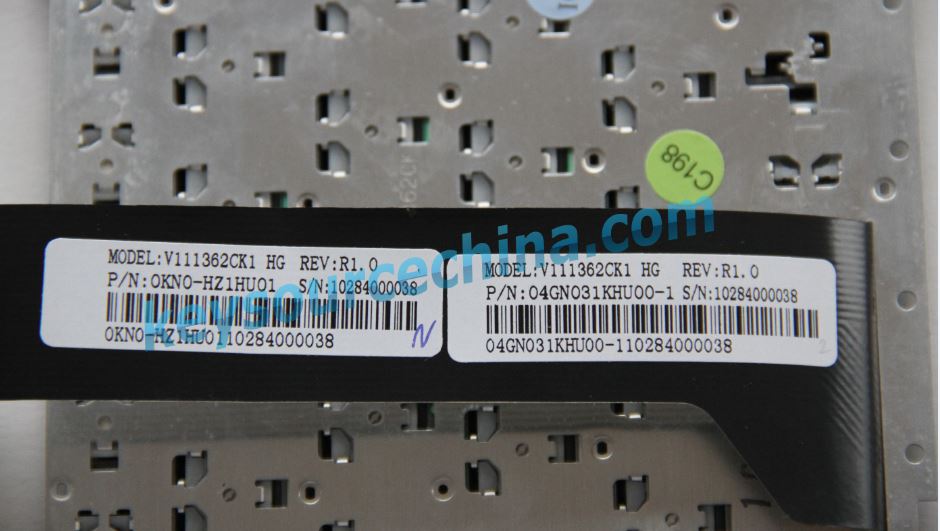 C198
MODEL:V111362CK1 HG REV:R1.0
P/N:0KN0-HZ1HU01 S/N:10284000038
0KN0-HZ1HU0110284000038
N
MODEL:V111362CK1 HG REV:R1.0
P/N:04GN031KHU00-1 S/N:10284000038
04GN031KHU00-110284000038
2
keysourcechina.com